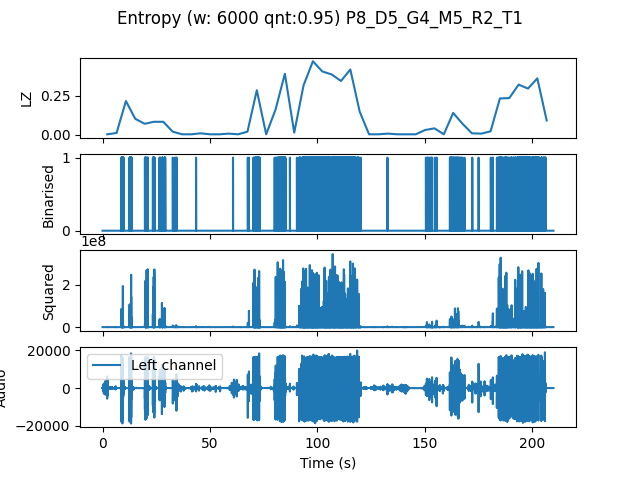 Entropy (w: 6000 qnt:0.95) P8_D5_G4_M5_R2_T1
LZ
0.25
0.00
Binarised
1
0
1e8
Squared
2
0
Audio
20000
0
−20000
Left channel
0
50
100
150
200
Time (s)